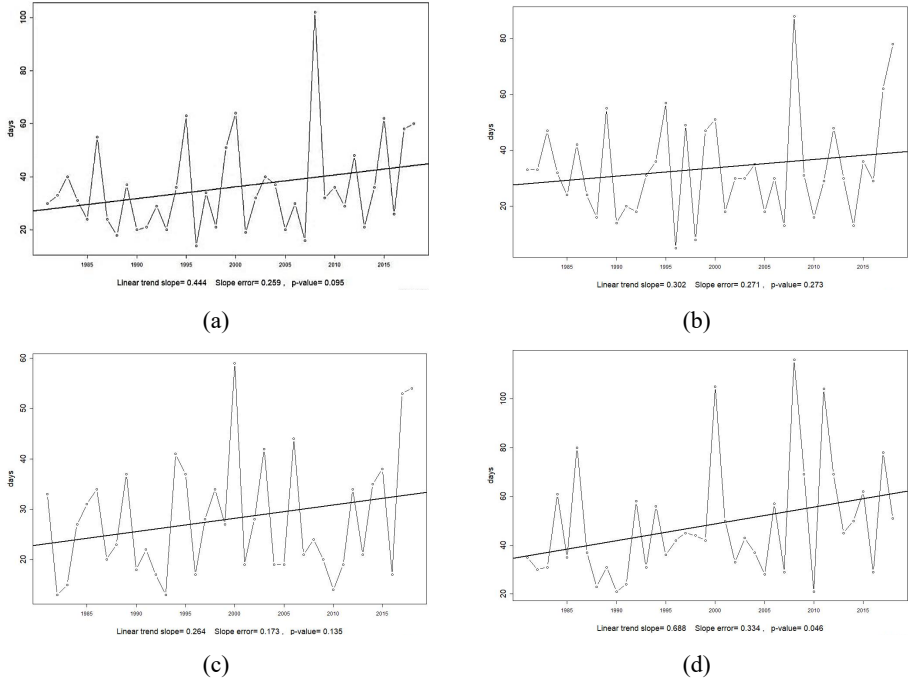 100
80
60
40
20
days
1985 1990 1995 2000 2005 2010 2015
Linear trend slope= 0.444 Slope error= 0.259 , p-value= 0.095
(a)
80
60
40
20
days
1985 1990 1995 2000 2005 2010 2015
Linear trend slope= 0.302 Slope error= 0.271 , p-value= 0.273
(b)
60
50
40
30
20
days
1985 1990 1995 2000 2005 2010 2015
Linear trend slope= 0.264 Slope error= 0.173 , p-value= 0.135
(c)
100
80
60
40
20
days
1985 1990 1995 2000 2005 2010 2015
Linear trend slope= 0.688 Slope error= 0.334 , p-value= 0.046
(d)